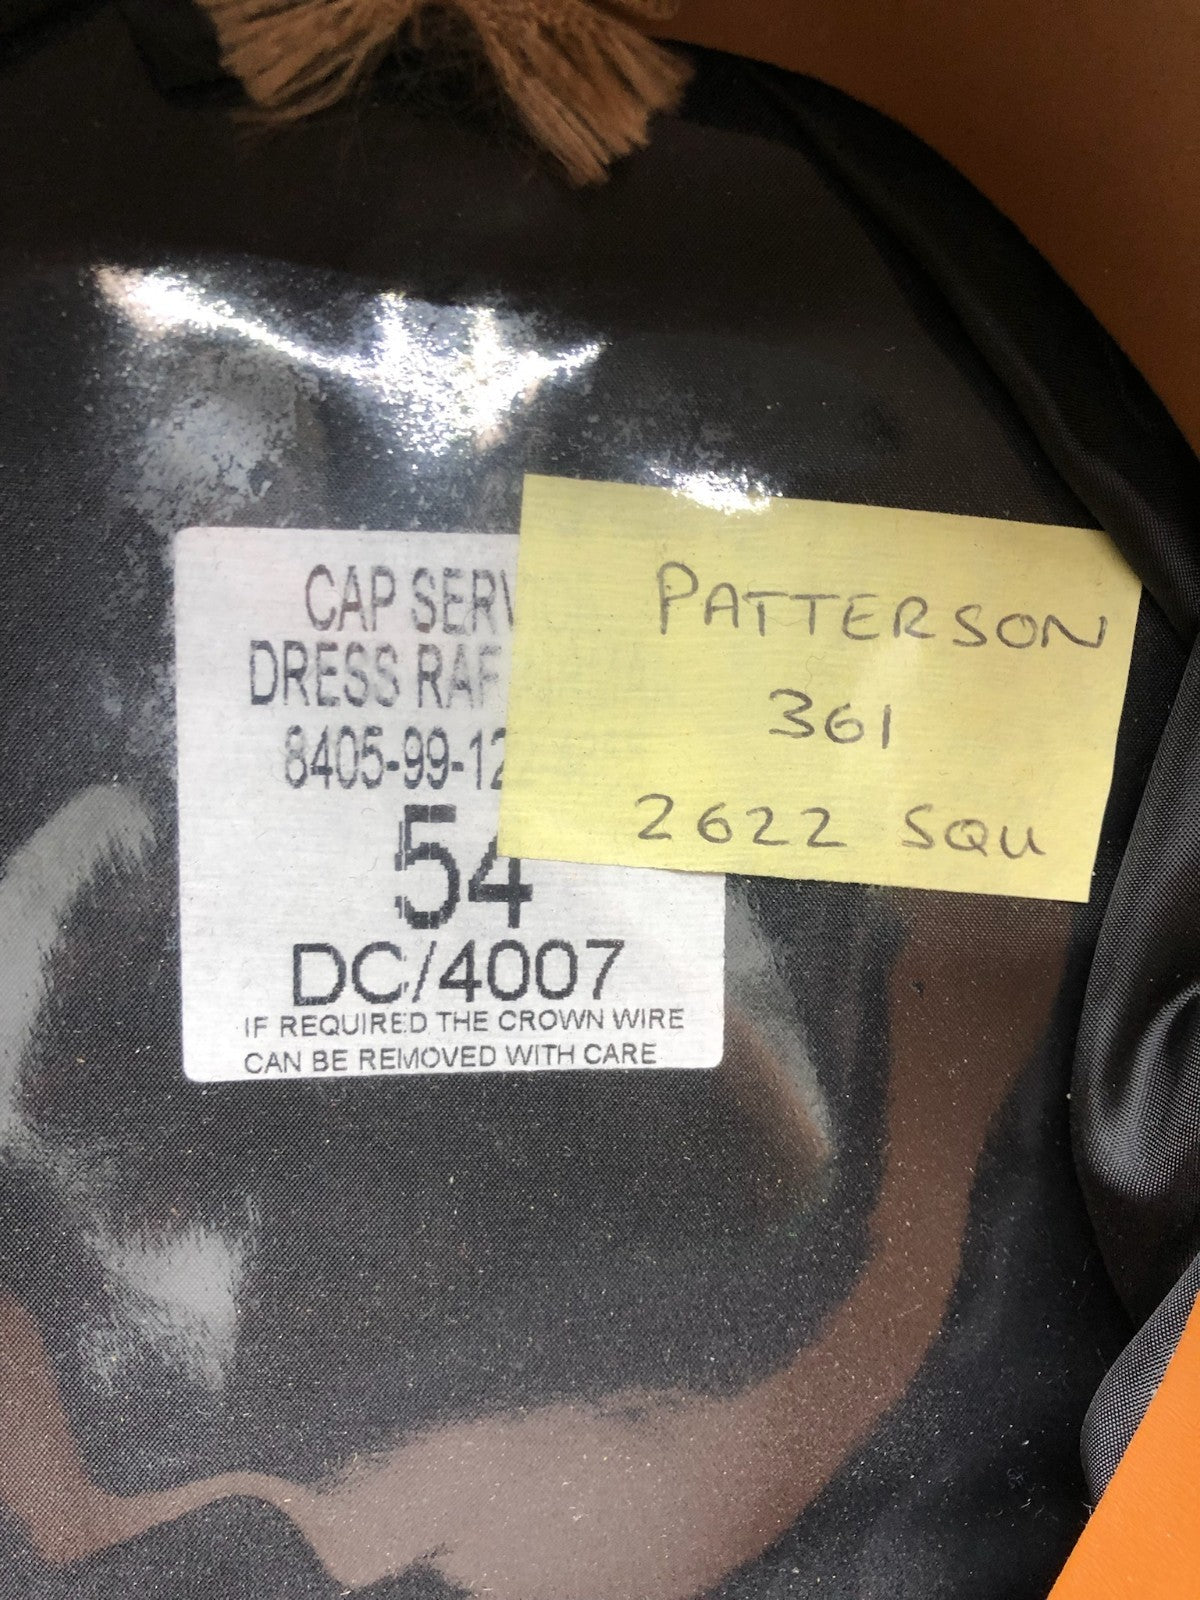 CAP SERV
DRESS RAF
8405-99-12
54
DC/4007
IF REQUIRED THE CROWN WIRE
CAN BE REMOVED WITH CARE
PATTERSON
361
2622 SQU